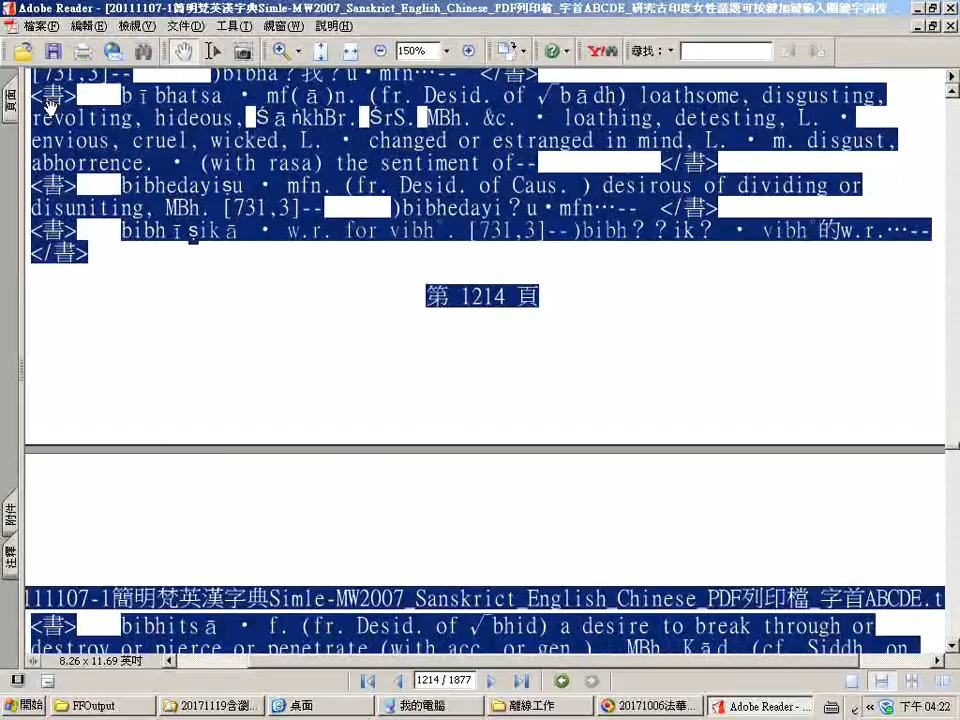 Adobe Reader - [20111107-1簡明梵英漢字典Simle-MW2007_Sanskrict_English_Chinese_PDF列印檔_字首ABCDE_研究古印度女性議題可按鍵加鍵輸入關鍵字詞搜
檔案(F) 編輯(E) 檢視(V) 文件(D) 工具(T) 視窗(W) 說明(H)
150% Y! 尋找：
頁面
[731,3]-- )bibha？我？u‧mfn…-- </書>
<書> bībhatsa ‧ mf(ā)n. (fr. Desid. of √bādh) loathsome, disgusting,
revolting, hideous, ŚāṅkhBr. ŚrS. MBh. &c. ‧ loathing, detesting, L. ‧
envious, cruel, wicked, L. ‧ changed or estranged in mind, L. ‧ m. disgust,
abhorrence. ‧ (with rasa) the sentiment of-- </書>
<書> bibhedayiṣu ‧ mfn. (fr. Desid. of Caus. ) desirous of dividing or
disuniting, MBh. [731,3]-- )bibhedayi？u‧mfn…-- </書>
<書> bibhīṣikā ‧ w.r. for vibh°. [731,3]--)bibh？？ik？ ‧ vibh°的w.r.…--
</書>
第 1214 頁
附件
注釋
111107-1簡明梵英漢字典Simle-MW2007_Sanskrict_English_Chinese_PDF列印檔_字首ABCDE.t
<書> bibhitsā ‧ f. (fr. Desid. of √bhid) a desire to break through or
destroy or pierce or penetrate (with acc. or gen.), MBh. Kād. (cf. Siddh. on
8.26 x 11.69 英吋
1214 / 1877
開始 FFOutput 20171119含瀏... 桌面 我的電腦 離線工作 20171006法華... Adobe Reader - ... 下午 04:22